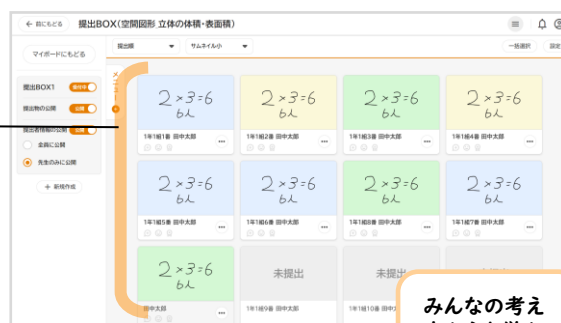 ← 前にもどる 提出BOX(空間図形 立体の体積・表面積)
マイボードにもどる
提出順 サムネイル小 一括選択 設定
提出BOX1 受付中
提出物の公開 公開
提出者情報の公開 公開
全員に公開
先生のみに公開
+ 新規作成
メニュー
2×3=6
6人
2×3=6
6人
2×3=6
6人
2×3=6
6人
1年1組1番 田中太郎
1年1組2番 田中太郎
1年1組3番 田中太郎
1年1組4番 田中太郎
2×3=6
6人
2×3=6
6人
2×3=6
6人
2×3=6
6人
1年1組5番 田中太郎
1年1組6番 田中太郎
1年1組8番 田中太郎
1年1組7番 田中太郎
2×3=6
6人
未提出
未提出
田中太郎
1年1組9番 田中太郎
1年1組10番 田中太郎
みんなの考え